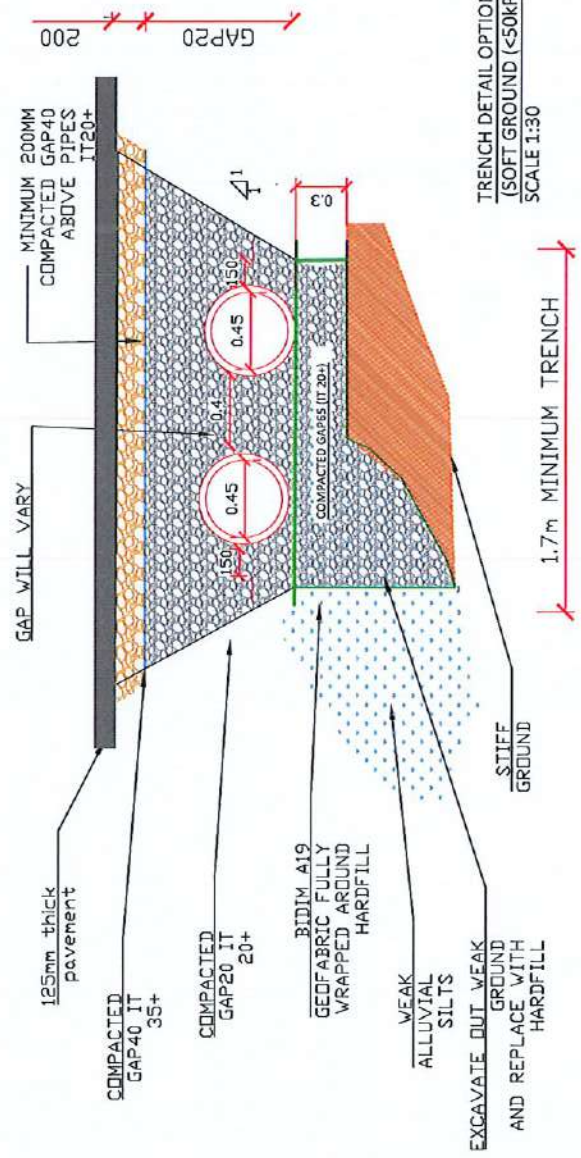 125mm thick
pavement
COMPACTED
GAP40 IT
35+
COMPACTED
GAP20 IT
20+
BIDIM A19
GEOFABRIC FULLY
WRAPPED AROUND
HARDFILL
WEAK
ALLUVIAL
SILTS
EXCAVATE OUT WEAK
GROUND
AND REPLACE WITH
HARDFILL
GAP WILL VARY
MINIMUM 200MM
COMPACTED GAP40
ABOVE PIPES
IT20+
200
GAP20
150
0.45
0.4
0.45
150
1
1
0.3
COMPACTED GAP65 (IT 20+)
STIFF
GROUND
1.7m MINIMUM TRENCH
TRENCH DETAIL OPTION
(SOFT GROUND (<50kP
SCALE 1:30